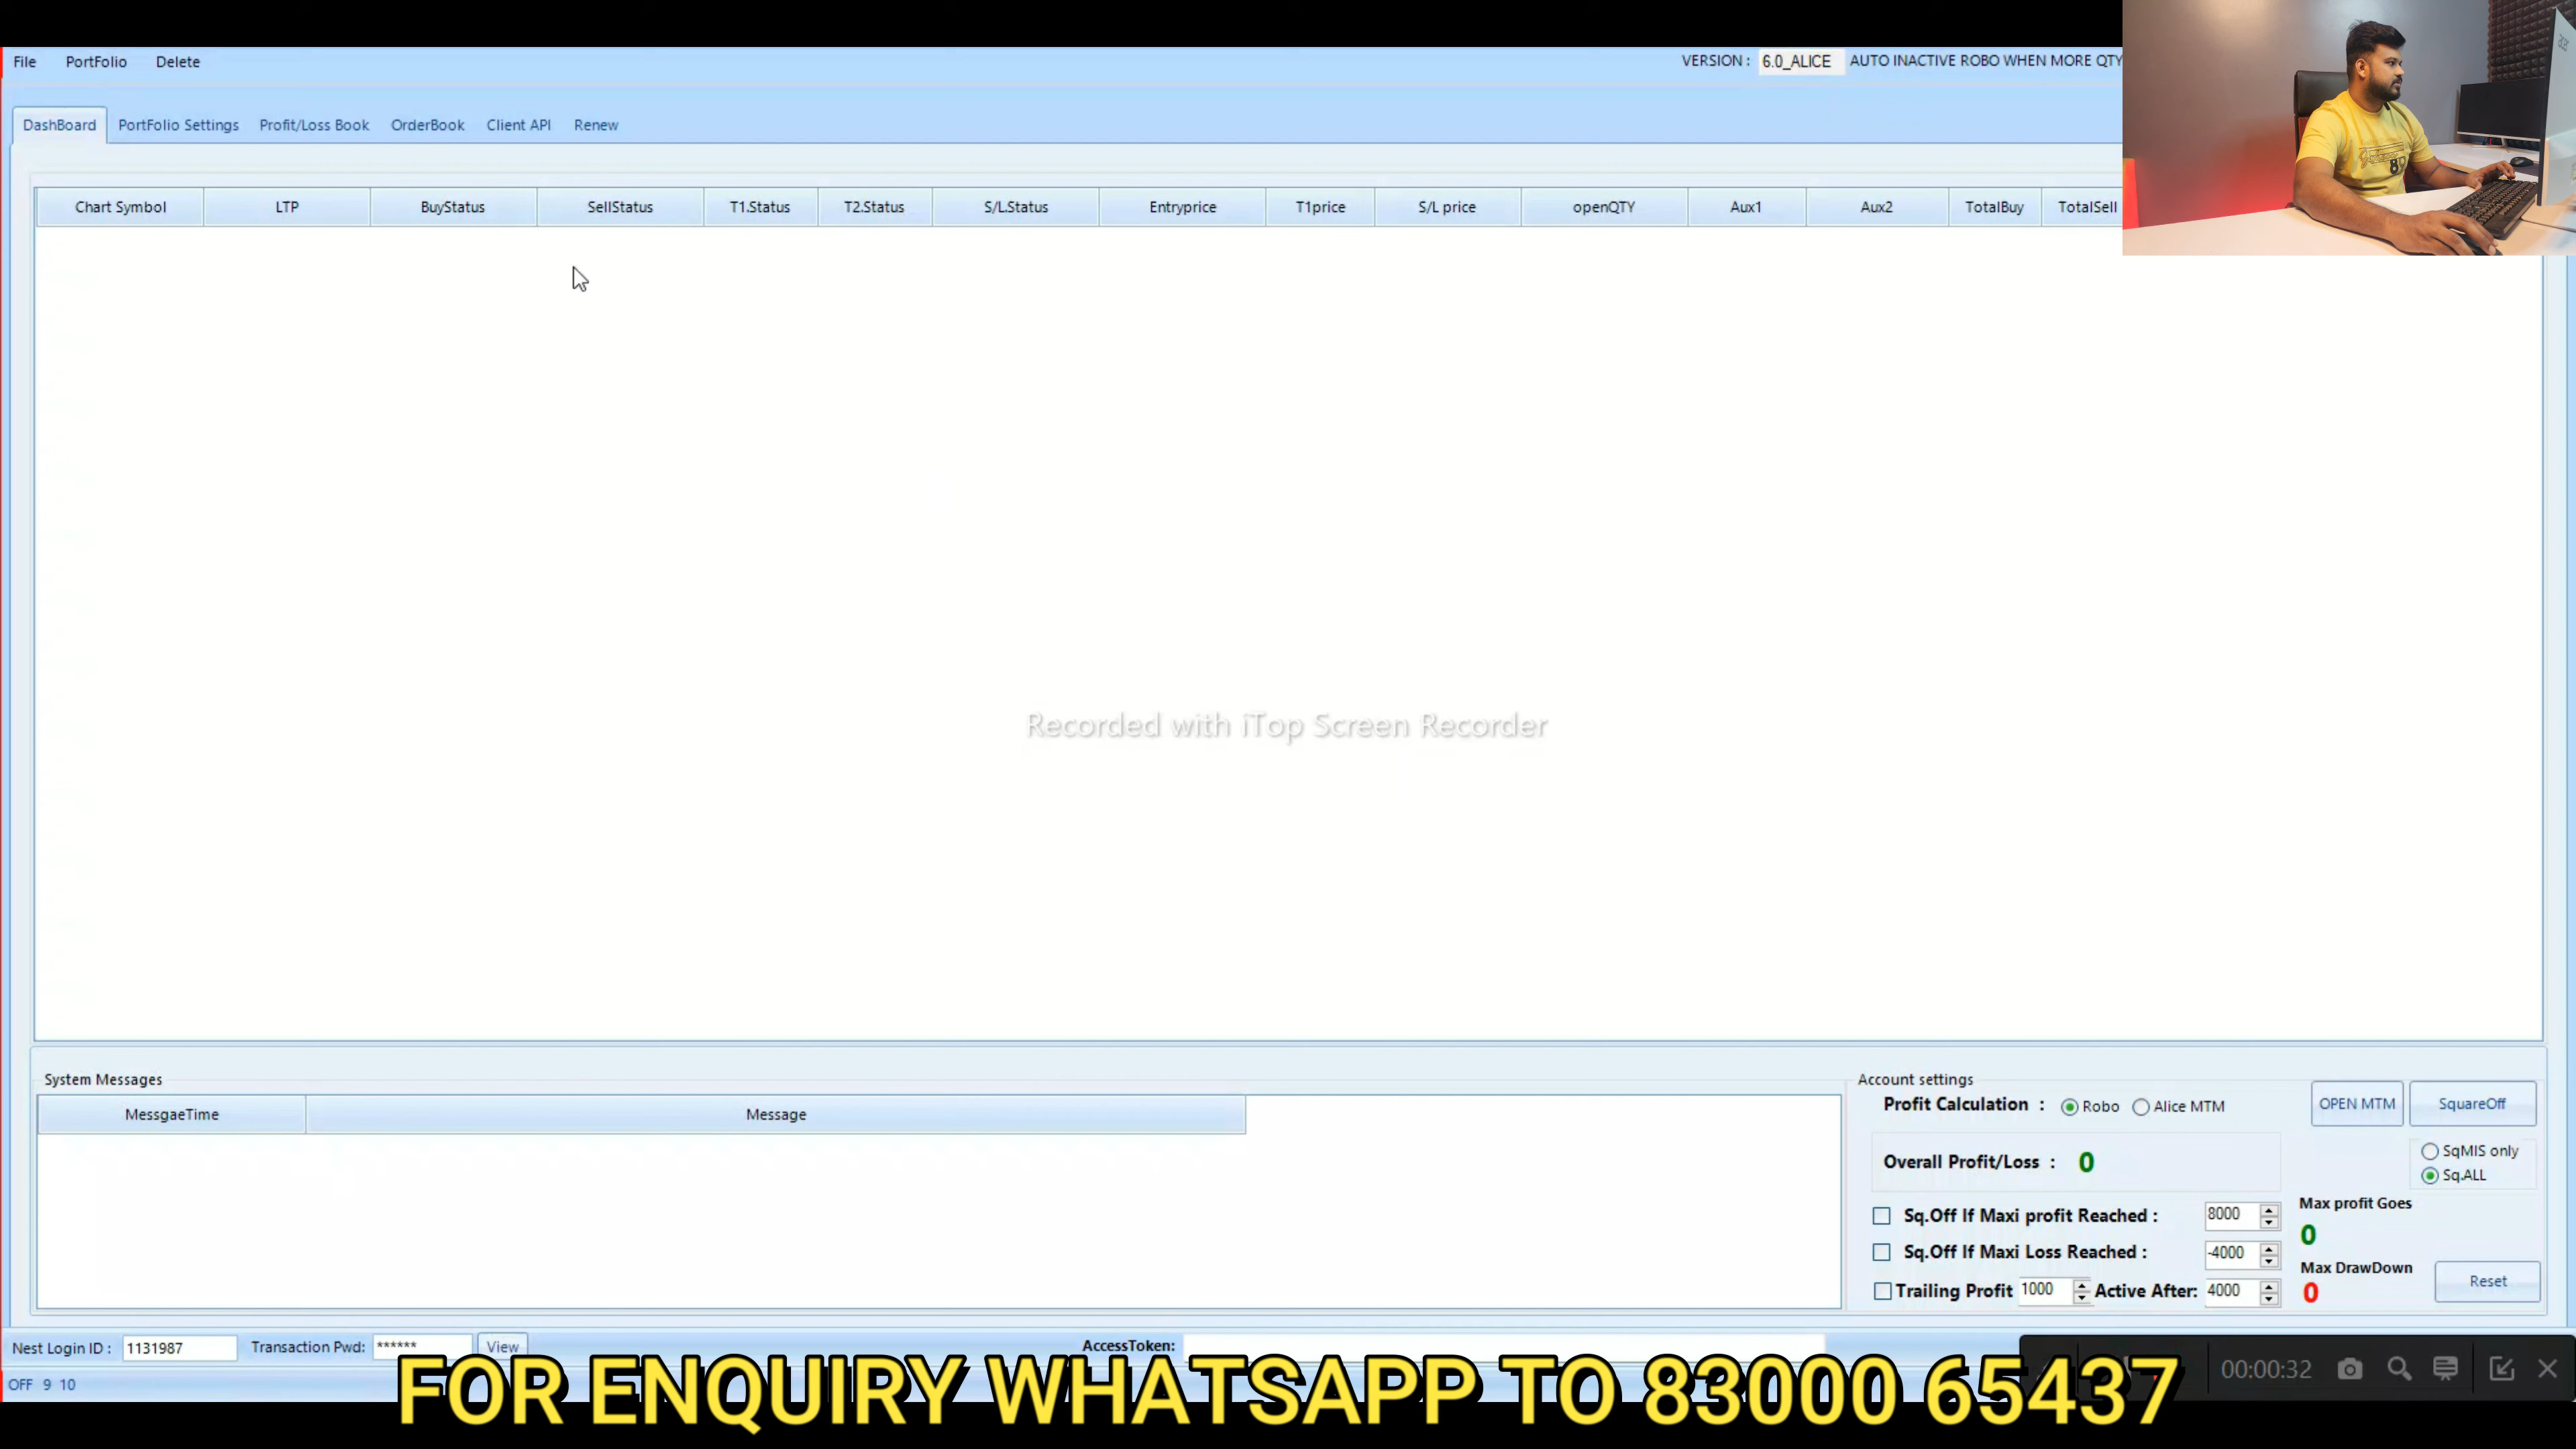 File PortFolio Delete VERSION : 6.0_ALICE AUTO INACTIVE ROBO WHEN MORE QTY
DashBoard PortFolio Settings Profit/Loss Book OrderBook Client API Renew
Chart Symbol LTP BuyStatus SellStatus T1.Status T2.Status S/L.Status Entryprice T1price S/L price openQTY Aux1 Aux2 TotalBuy TotalSell
Recorded with iTop Screen Recorder
System Messages
MessgaeTime Message
Account settings
Profit Calculation : Robo Alice MTM OPEN MTM SquareOff
SqMIS only
Overall Profit/Loss : 0
Sq.ALL
Max profit Goes
Sq.Off If Maxi profit Reached : 8000
0
Sq.Off If Maxi Loss Reached : -4000
Max DrawDown
Reset
Trailing Profit 1000 Active After: 4000
0
Nest Login ID : 1131987 Transaction Pwd: ****** View AccessToken:
OFF 9 10
00:00:32
FOR ENQUIRY WHATSAPP TO 83000 65437